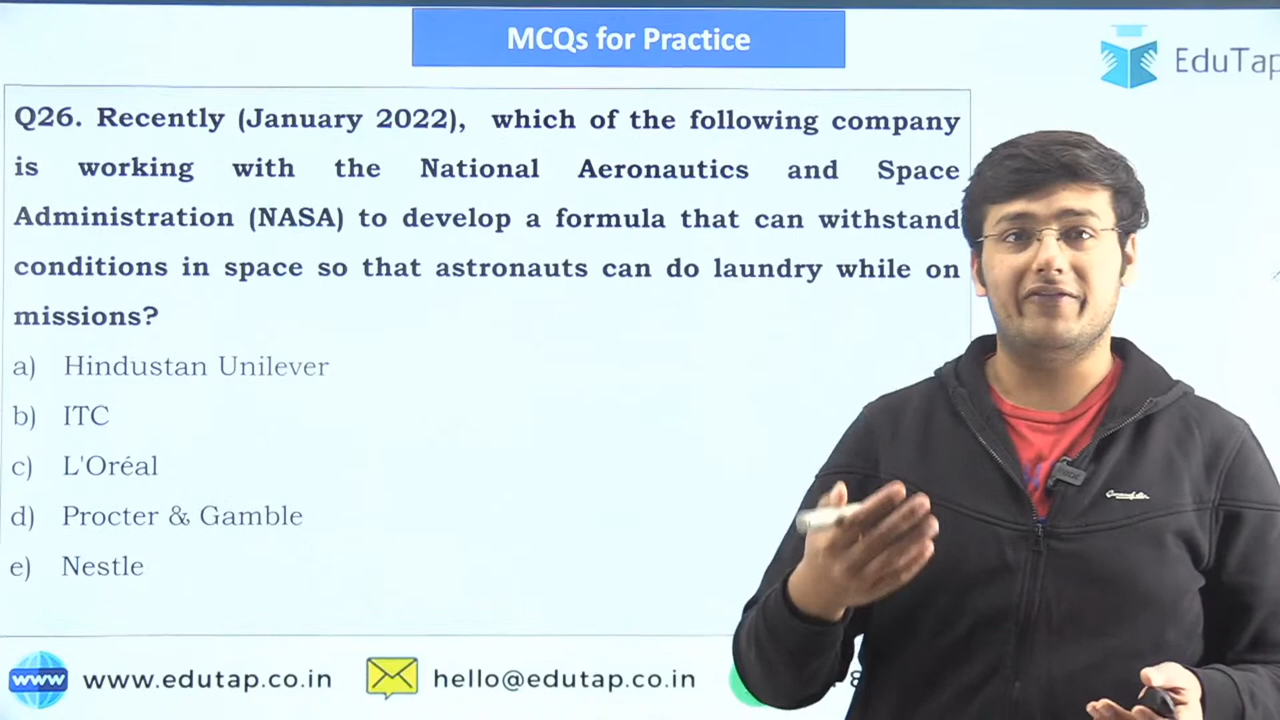 MCQs for Practice
EduTap
Q26. Recently (January 2022), which of the following company
is working with the National Aeronautics and Space
Administration (NASA) to develop a formula that can withstand
conditions in space so that astronauts can do laundry while on
missions?
a) Hindustan Unilever
b) ITC
c) L'Oréal
d) Procter & Gamble
e) Nestle
www www.edutap.co.in hello@edutap.co.in